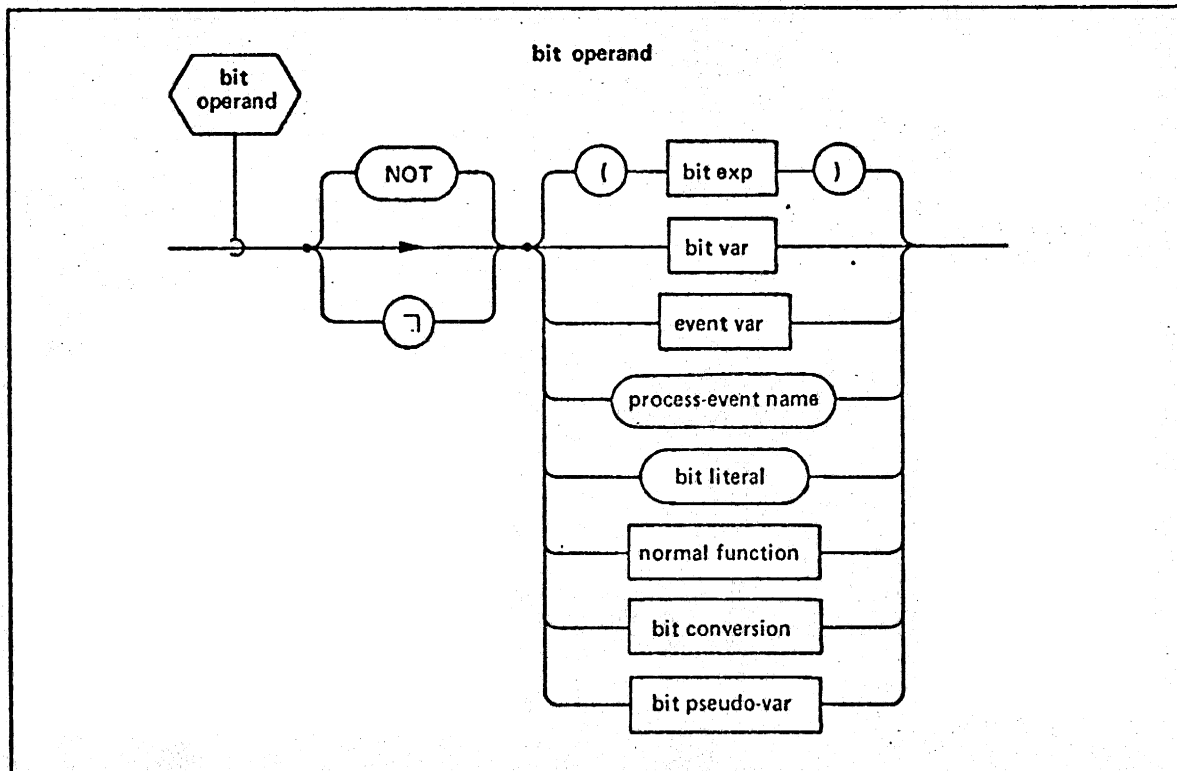 bit operand
bit
operand
NOT
( bit exp )
bit var
¬
event var
process-event name
bit literal
normal function
bit conversion
bit pseudo-var